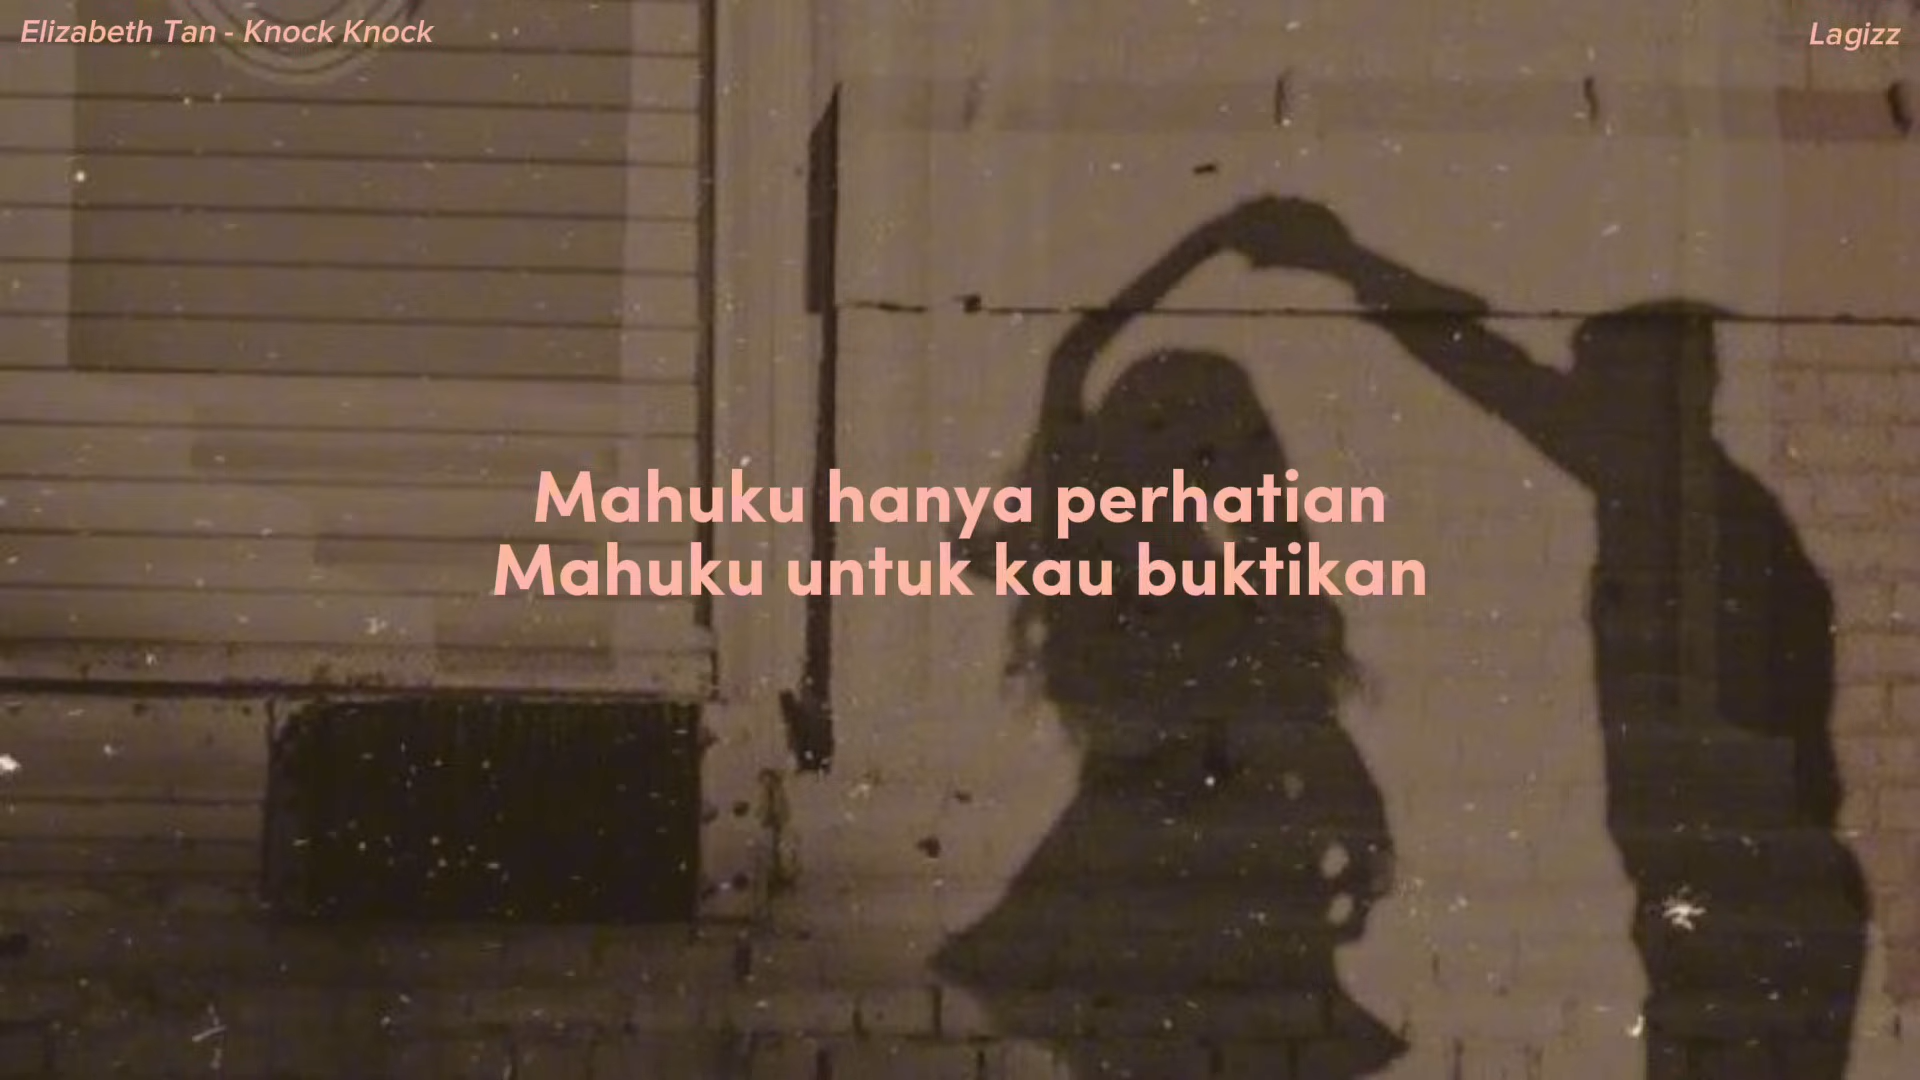 Elizabeth Tan - Knock Knock
Lagizz
Mahuku hanya perhatian
Mahuku untuk kau buktikan